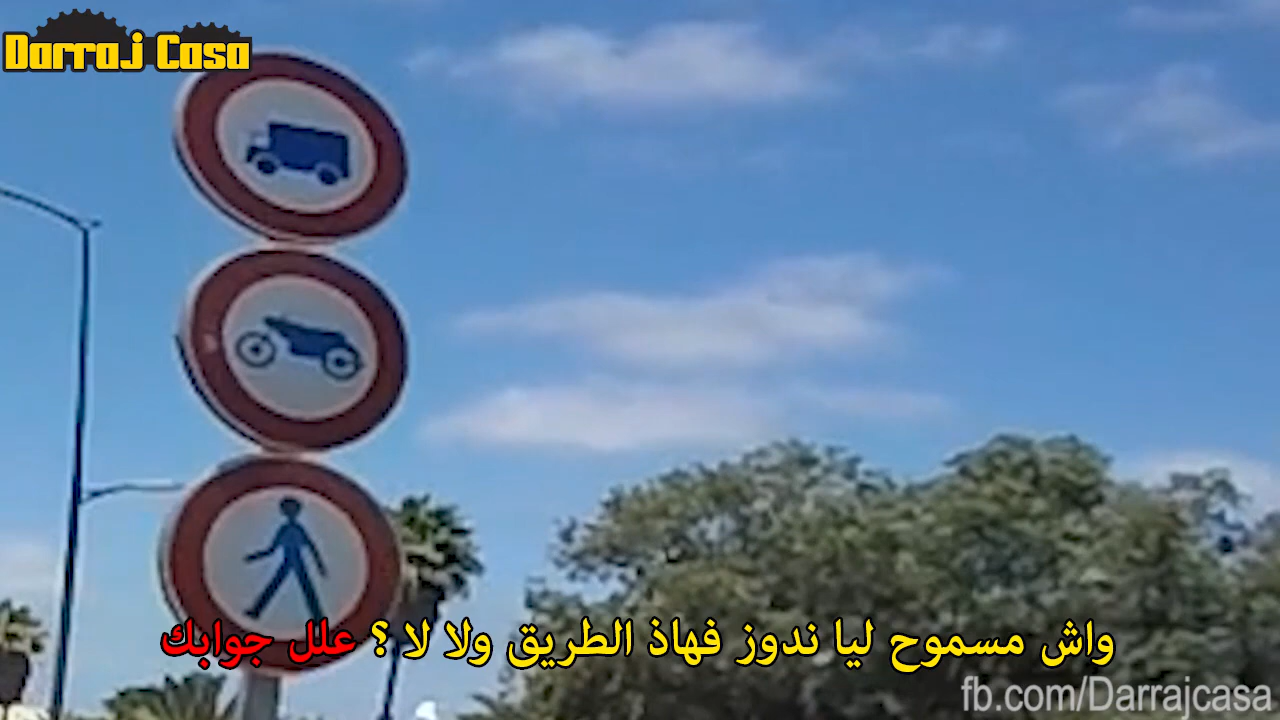 Darraj Casa
واش مسموح ليا ندوز فهاذ الطريق ولا لا ؟ علل جوابك
fb.com/Darrajcasa